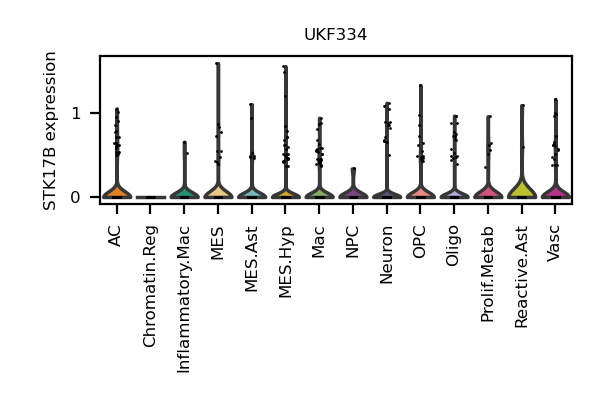 UKF334
STK17B expression
1
0
AC
Chromatin.Reg
Inflammatory.Mac
MES
MES.Ast
MES.Hyp
Mac
NPC
Neuron
OPC
Oligo
Prolif.Metab
Reactive.Ast
Vasc